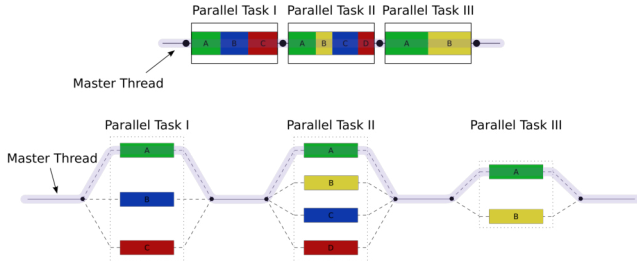 Parallel Task I Parallel Task II Parallel Task III
A B C A B C D A B
Master Thread
Parallel Task I Parallel Task II Parallel Task III
A A
Master Thread
B A
B
B C
C D